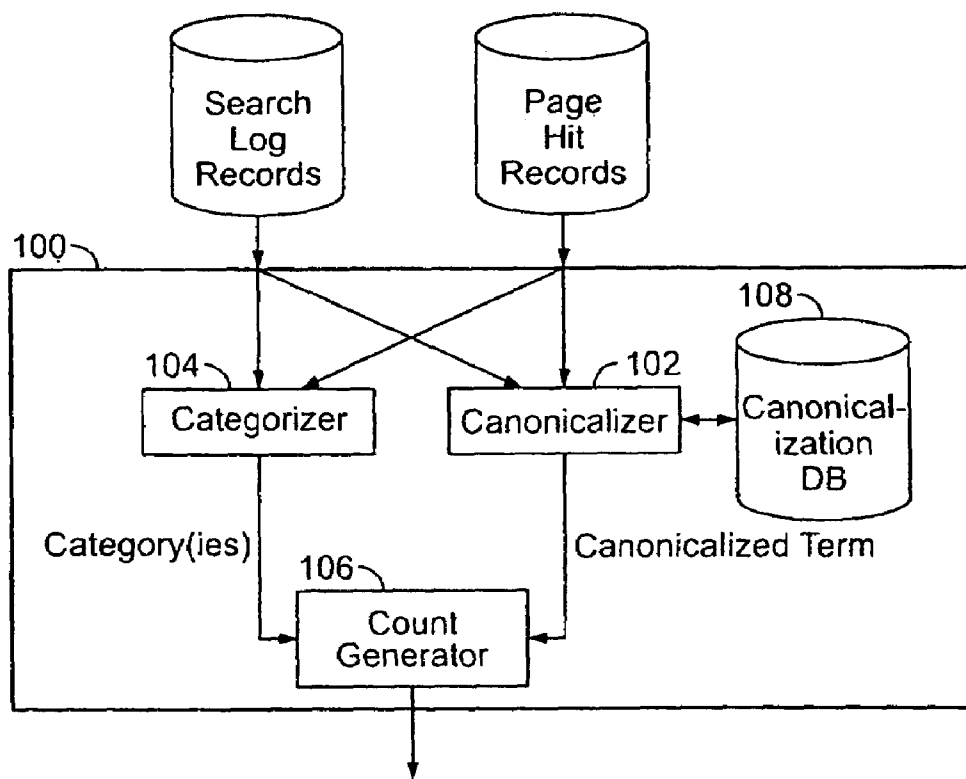 Search
Log
Records
Page
Hit
Records
100
108
104
102
Categorizer
Canonicalizer
Canonical-
ization
DB
Category(ies)
Canonicalized Term
106
Count
Generator